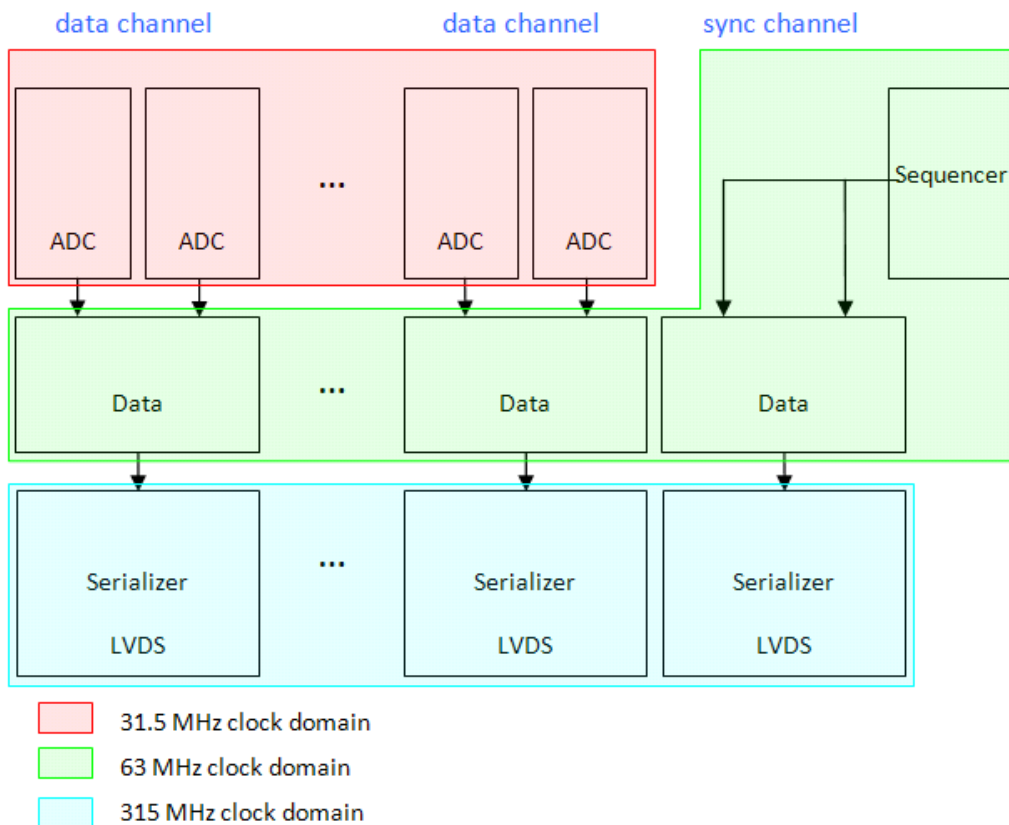 data channel
data channel
sync channel
Sequencer
...
ADC
ADC
ADC
ADC
...
Data
Data
Data
...
Serializer
LVDS
Serializer
LVDS
Serializer
LVDS
31.5 MHz clock domain
63 MHz clock domain
315 MHz clock domain